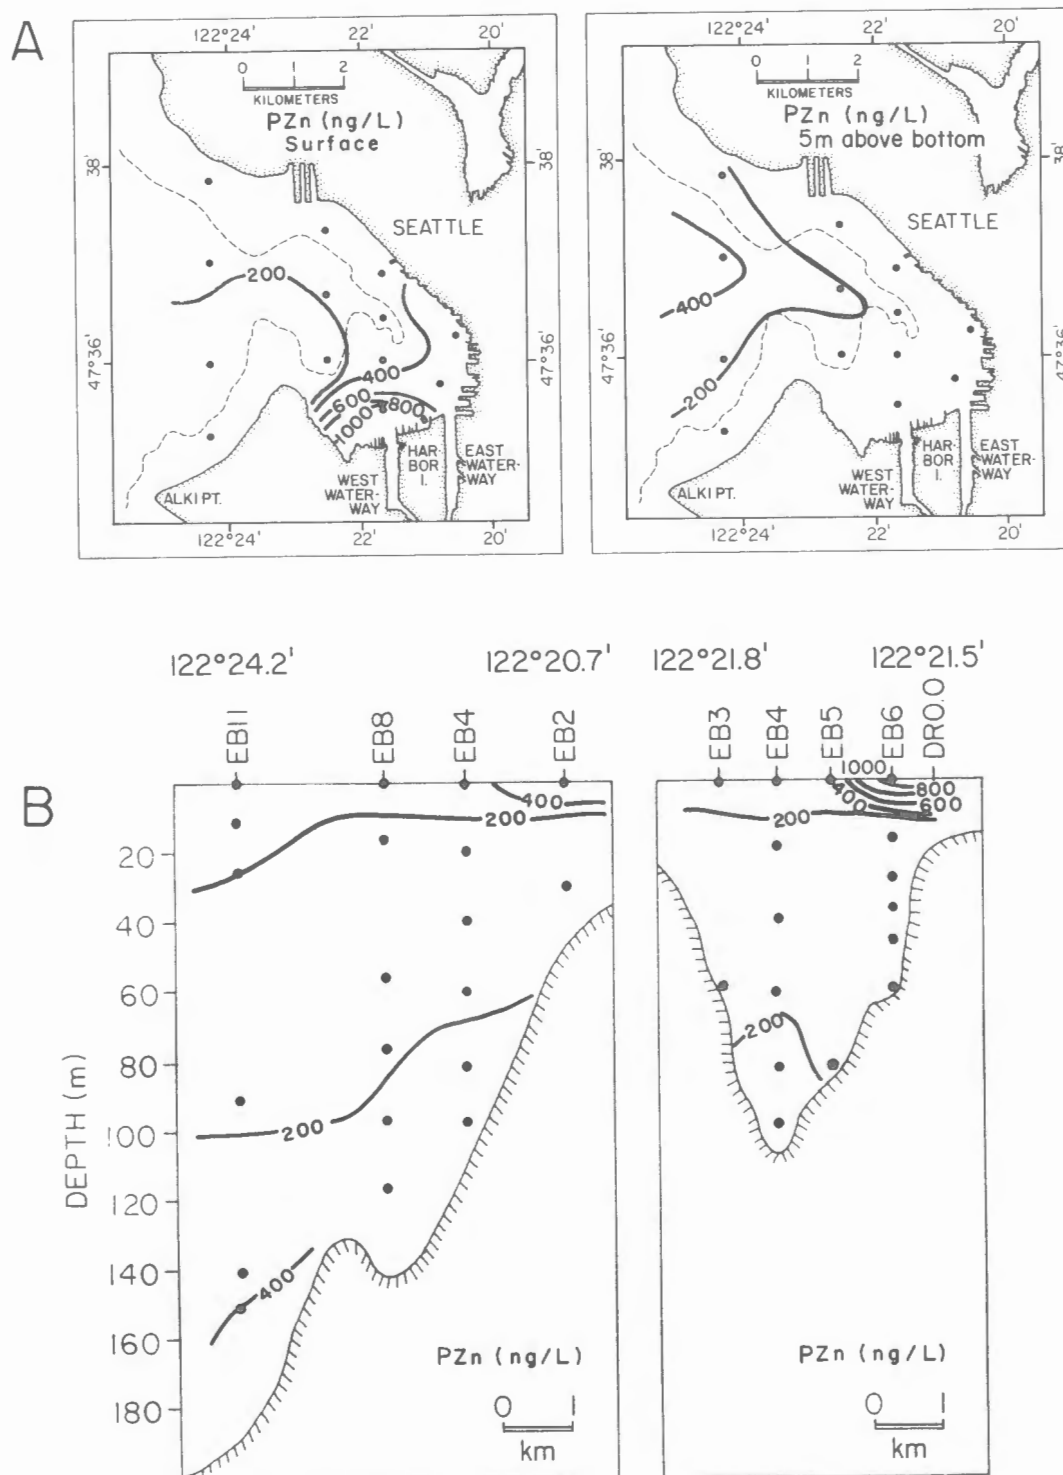 A
122°24'
22'
20'
0 1 2
KILOMETERS
PZn (ng/L)
Surface
38'
38'
SEATTLE
200
400
600
800
1000
47°36'
47°36'
ALKI PT.
WEST
WATER-
WAY
HAR-
BOR
I.
EAST
WATER-
WAY
122°24'
22'
20'
122°24'
22'
20'
0 1 2
KILOMETERS
PZn (ng/L)
5m above bottom
38'
38'
SEATTLE
400
200
47°36'
47°36'
ALKI PT.
WEST
WATER-
WAY
HAR-
BOR
I.
EAST
WATER-
WAY
122°24'
22'
20'
B
122°24.2'
122°20.7'
EB11
EB8
EB4
EB2
400
200
200
400
DEPTH (m)
20
40
60
80
100
120
140
160
180
PZn (ng/L)
0 1
km
122°21.8'
122°21.5'
EB3
EB4
EB5
EB6
DR0.0
1000
800
600
400
200
200
PZn (ng/L)
0 1
km